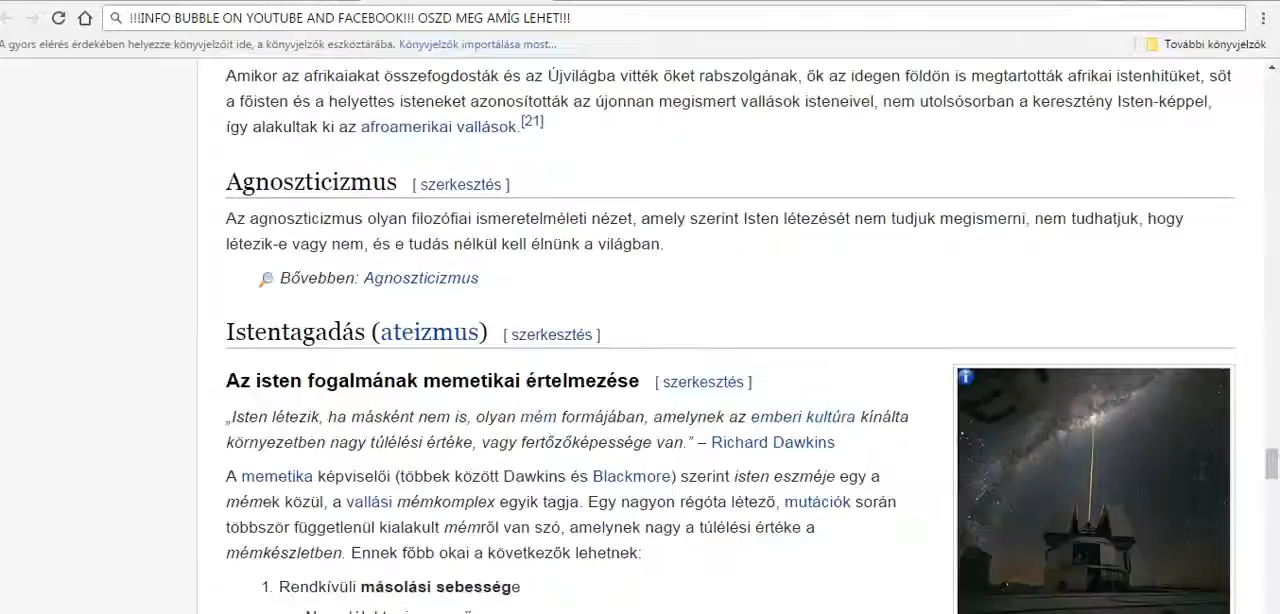 !!!INFO BUBBLE ON YOUTUBE AND FACEBOOK!!! OSZD MEG AMÍG LEHET!!!
A gyors elérés érdekében helyezze könyvjelzőit ide, a könyvjelzők eszköztárába. Könyvjelzők importálása most...
További könyvjelzők
Amikor az afrikaiakat összefogdosták és az Újvilágba vitték őket rabszolgának, ők az idegen földön is megtartották afrikai istenhitüket, sőt
a főisten és a helyettes isteneket azonosították az újonnan megismert vallások isteneivel, nem utolsósorban a keresztény Isten-képpel,
így alakultak ki az afroamerikai vallások.[21]
Agnoszticizmus [ szerkesztés ]
Az agnoszticizmus olyan filozófiai ismeretelméleti nézet, amely szerint Isten létezését nem tudjuk megismerni, nem tudhatjuk, hogy
létezik-e vagy nem, és e tudás nélkül kell élnünk a világban.
Bővebben: Agnoszticizmus
Istentagadás (ateizmus) [ szerkesztés ]
Az isten fogalmának memetikai értelmezése [ szerkesztés ]
„Isten létezik, ha másként nem is, olyan mém formájában, amelynek az emberi kultúra kínálta
környezetben nagy túlélési értéke, vagy fertőzőképessége van." – Richard Dawkins
A memetika képviselői (többek között Dawkins és Blackmore) szerint isten eszméje egy a
mémek közül, a vallási mémkomplex egyik tagja. Egy nagyon régóta létező, mutációk során
többször függetlenül kialakult mémről van szó, amelynek nagy a túlélési értéke a
mémkészletben. Ennek főbb okai a következők lehetnek:
1. Rendkívüli másolási sebessége